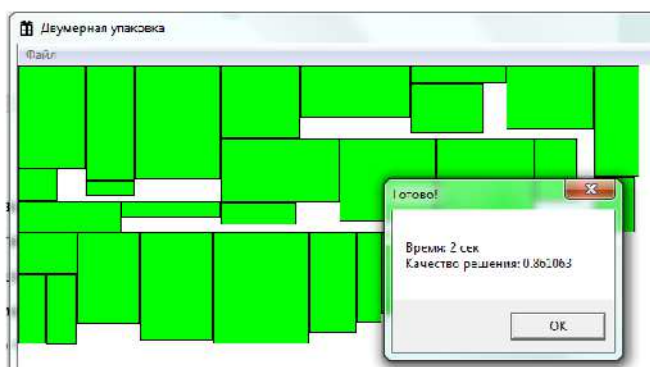 Двумерная упаковка
Файл
Готово!
Время: 2 сек
Качество решения: 0.861063
OK